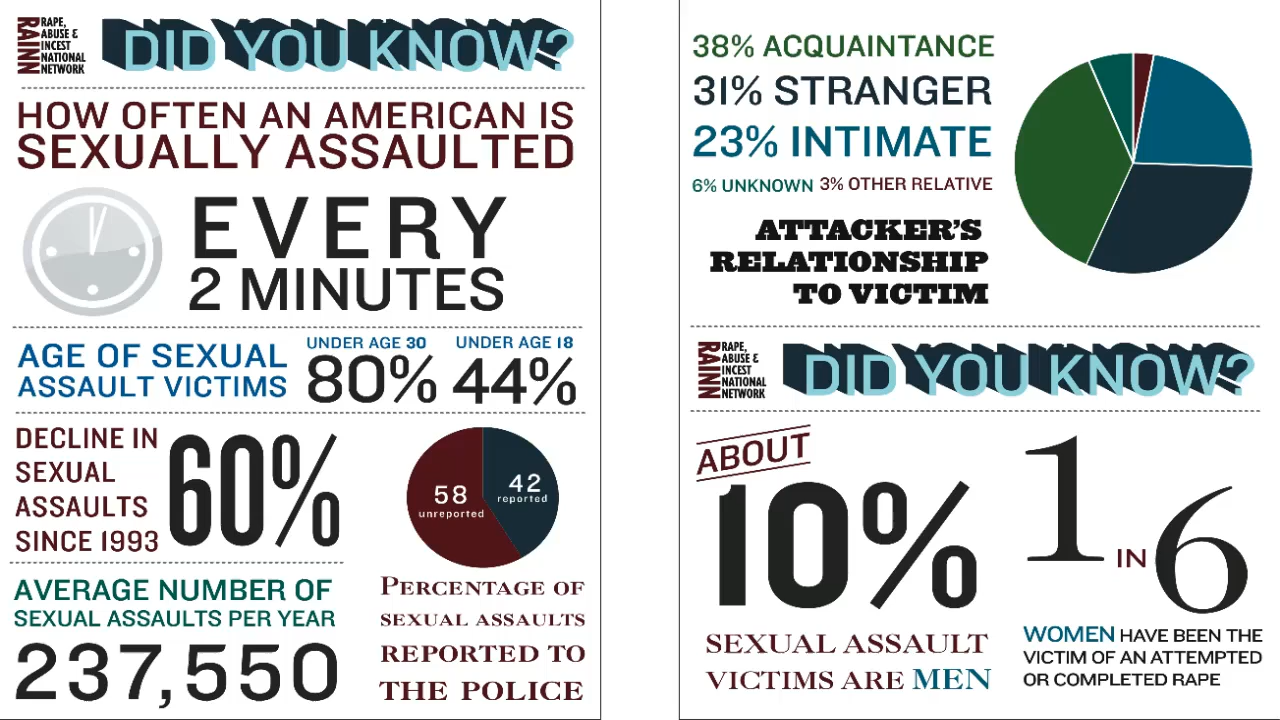 RAINN
RAPE,
ABUSE &
INCEST
NATIONAL
NETWORK
DID YOU KNOW?
HOW OFTEN AN AMERICAN IS
SEXUALLY ASSAULTED
EVERY
2 MINUTES
AGE OF SEXUAL
ASSAULT VICTIMS
UNDER AGE 30
80%
UNDER AGE 18
44%
DECLINE IN
SEXUAL
ASSAULTS
SINCE 1993
60%
58
unreported
42
reported
AVERAGE NUMBER OF
SEXUAL ASSAULTS PER YEAR
237,550
PERCENTAGE OF
SEXUAL ASSAULTS
REPORTED TO
THE POLICE
38% ACQUAINTANCE
31% STRANGER
23% INTIMATE
6% UNKNOWN 3% OTHER RELATIVE
ATTACKER'S
RELATIONSHIP
TO VICTIM
RAINN
RAPE,
ABUSE &
INCEST
NATIONAL
NETWORK
DID YOU KNOW?
ABOUT
10%
SEXUAL ASSAULT
VICTIMS ARE MEN
1 IN 6
WOMEN HAVE BEEN THE
VICTIM OF AN ATTEMPTED
OR COMPLETED RAPE